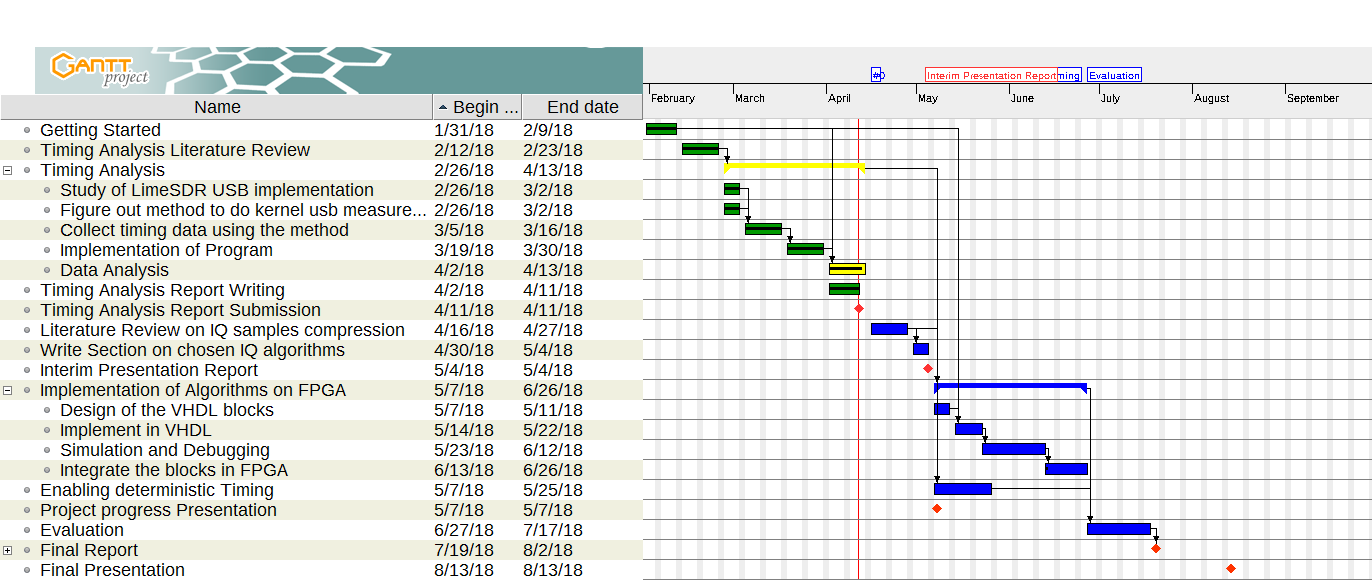 GANTT
project
#D
Interim Presentation Report
ming
Evaluation
Name Begin ... End date
February March April May June July August September
Getting Started 1/31/18 2/9/18
Timing Analysis Literature Review 2/12/18 2/23/18
Timing Analysis 2/26/18 4/13/18
Study of LimeSDR USB implementation 2/26/18 3/2/18
Figure out method to do kernel usb measure... 2/26/18 3/2/18
Collect timing data using the method 3/5/18 3/16/18
Implementation of Program 3/19/18 3/30/18
Data Analysis 4/2/18 4/13/18
Timing Analysis Report Writing 4/2/18 4/11/18
Timing Analysis Report Submission 4/11/18 4/11/18
Literature Review on IQ samples compression 4/16/18 4/27/18
Write Section on chosen IQ algorithms 4/30/18 5/4/18
Interim Presentation Report 5/4/18 5/4/18
Implementation of Algorithms on FPGA 5/7/18 6/26/18
Design of the VHDL blocks 5/7/18 5/11/18
Implement in VHDL 5/14/18 5/22/18
Simulation and Debugging 5/23/18 6/12/18
Integrate the blocks in FPGA 6/13/18 6/26/18
Enabling deterministic Timing 5/7/18 5/25/18
Project progress Presentation 5/7/18 5/7/18
Evaluation 6/27/18 7/17/18
Final Report 7/19/18 8/2/18
Final Presentation 8/13/18 8/13/18